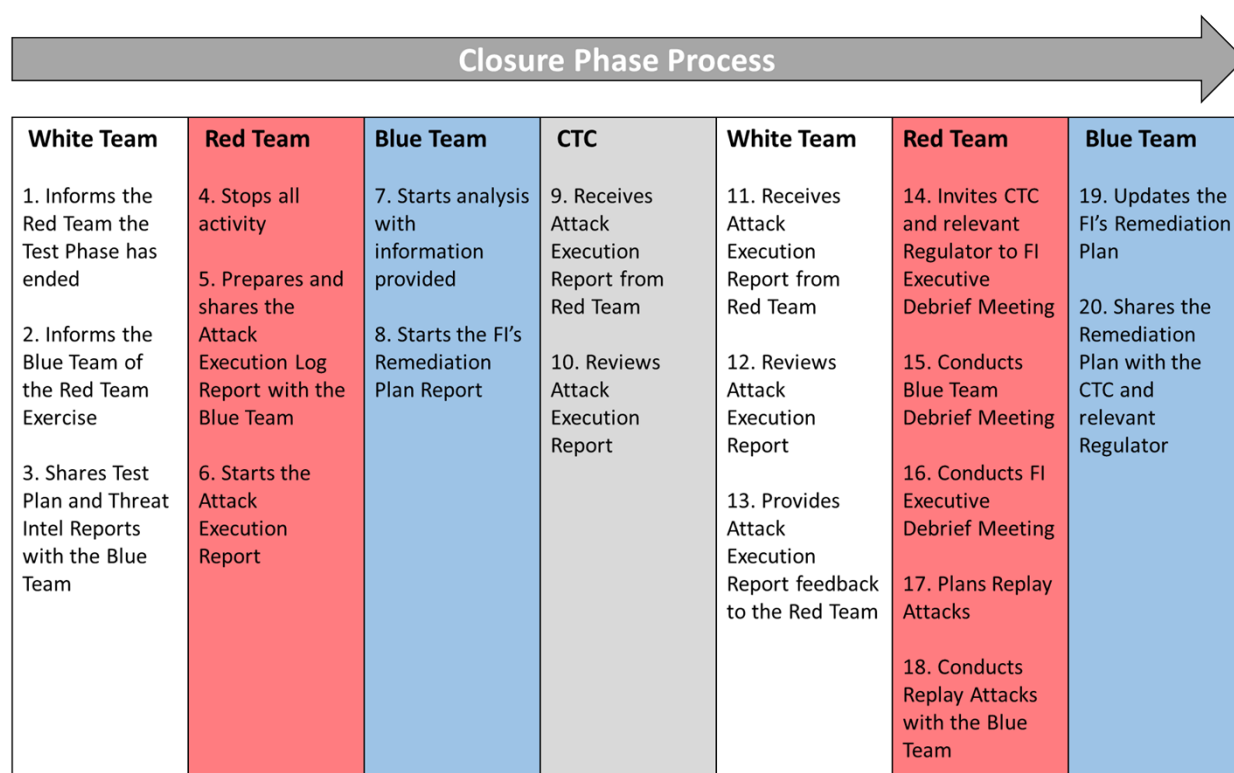 Closure Phase Process
White Team
1. Informs the
Red Team the
Test Phase has
ended
2. Informs the
Blue Team of
the Red Team
Exercise
3. Shares Test
Plan and Threat
Intel Reports
with the Blue
Team
Red Team
4. Stops all
activity
5. Prepares and
shares the
Attack
Execution Log
Report with the
Blue Team
6. Starts the
Attack
Execution
Report
Blue Team
7. Starts analysis
with
information
provided
8. Starts the FI’s
Remediation
Plan Report
CTC
9. Receives
Attack
Execution
Report from
Red Team
10. Reviews
Attack
Execution
Report
White Team
11. Receives
Attack
Execution
Report from
Red Team
12. Reviews
Attack
Execution
Report
13. Provides
Attack
Execution
Report feedback
to the Red Team
Red Team
14. Invites CTC
and relevant
Regulator to FI
Executive
Debrief Meeting
15. Conducts
Blue Team
Debrief Meeting
16. Conducts FI
Executive
Debrief Meeting
17. Plans Replay
Attacks
18. Conducts
Replay Attacks
with the Blue
Team
Blue Team
19. Updates the
FI’s Remediation
Plan
20. Shares the
Remediation
Plan with the
CTC and
relevant
Regulator